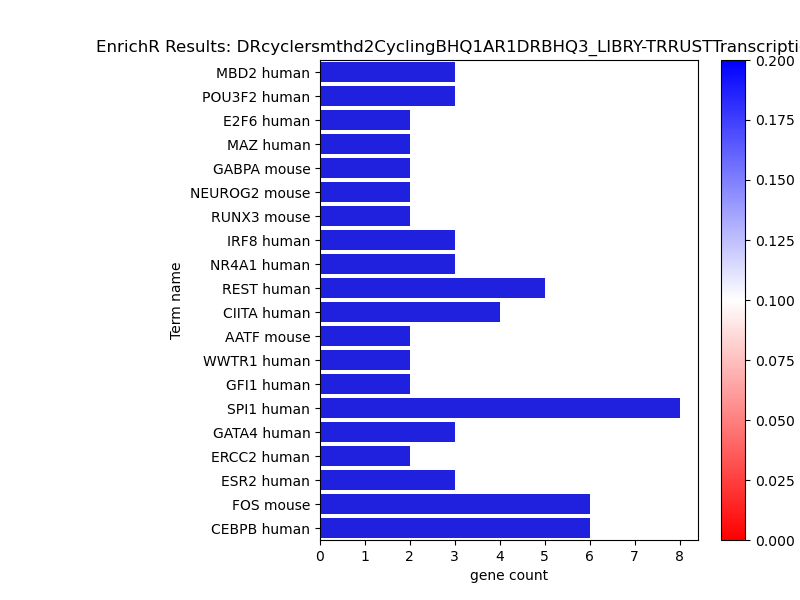 EnrichR Results: DRcyclersmthd2CyclingBHQ1AR1DRBHQ3_LIBRY-TRRUSTTranscripti
MBD2 human
POU3F2 human
E2F6 human
MAZ human
GABPA mouse
NEUROG2 mouse
RUNX3 mouse
IRF8 human
NR4A1 human
REST human
CIITA human
AATF mouse
WWTR1 human
GFI1 human
SPI1 human
GATA4 human
ERCC2 human
ESR2 human
FOS mouse
CEBPB human
Term name
0 1 2 3 4 5 6 7 8
gene count
0.200
0.175
0.150
0.125
0.100
0.075
0.050
0.025
0.000